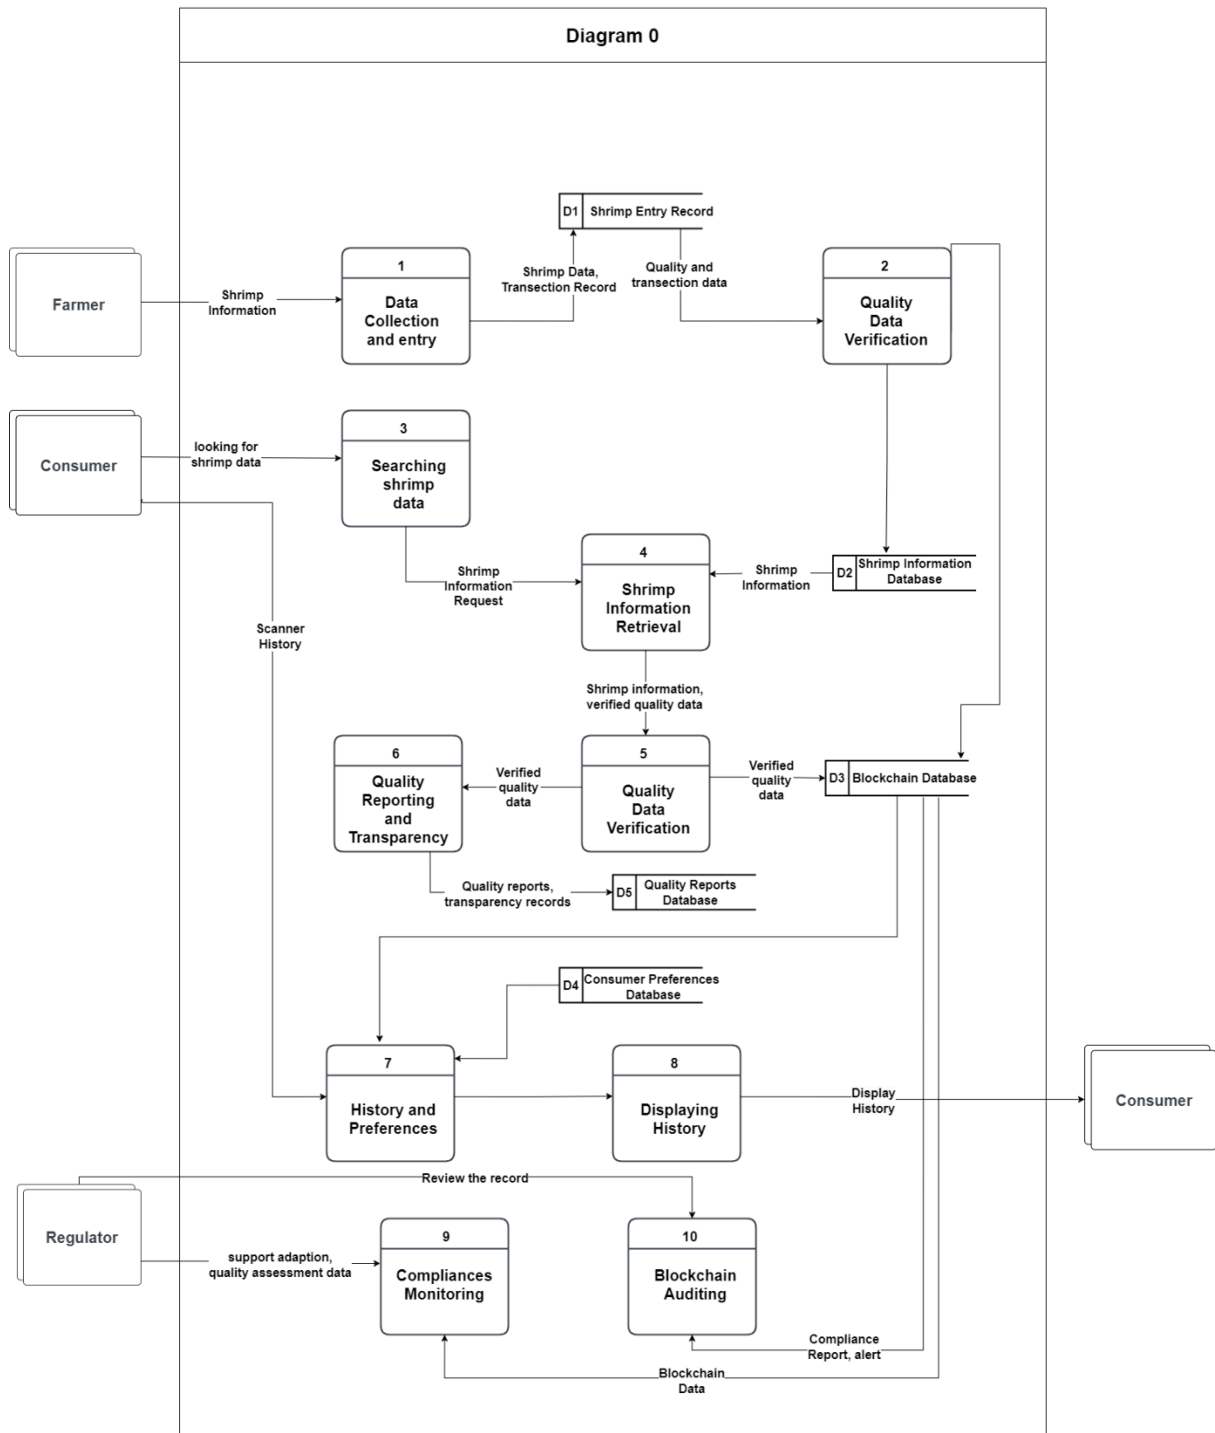 Diagram 0
D1
Shrimp Entry Record
Farmer
Shrimp
Information
1
Data
Collection
and entry
Shrimp Data,
Transection Record
Quality and
transection data
2
Quality
Data
Verification
Consumer
looking for
shrimp data
3
Searching
shrimp
data
Shrimp
Information
Request
4
Shrimp
Information
Retrieval
Shrimp
Information
D2
Shrimp Information
Database
Scanner
History
Shrimp information,
verified quality data
6
Quality
Reporting
and
Transparency
Verified
quality
data
5
Quality
Data
Verification
Verified
quality
data
D3
Blockchain Database
Quality reports,
transparency records
D5
Quality Reports
Database
D4
Consumer Preferences
Database
7
History and
Preferences
8
Displaying
History
Display
History
Consumer
Review the record
Regulator
support adaption,
quality assessment data
9
Compliances
Monitoring
10
Blockchain
Auditing
Compliance
Report, alert
Blockchain
Data